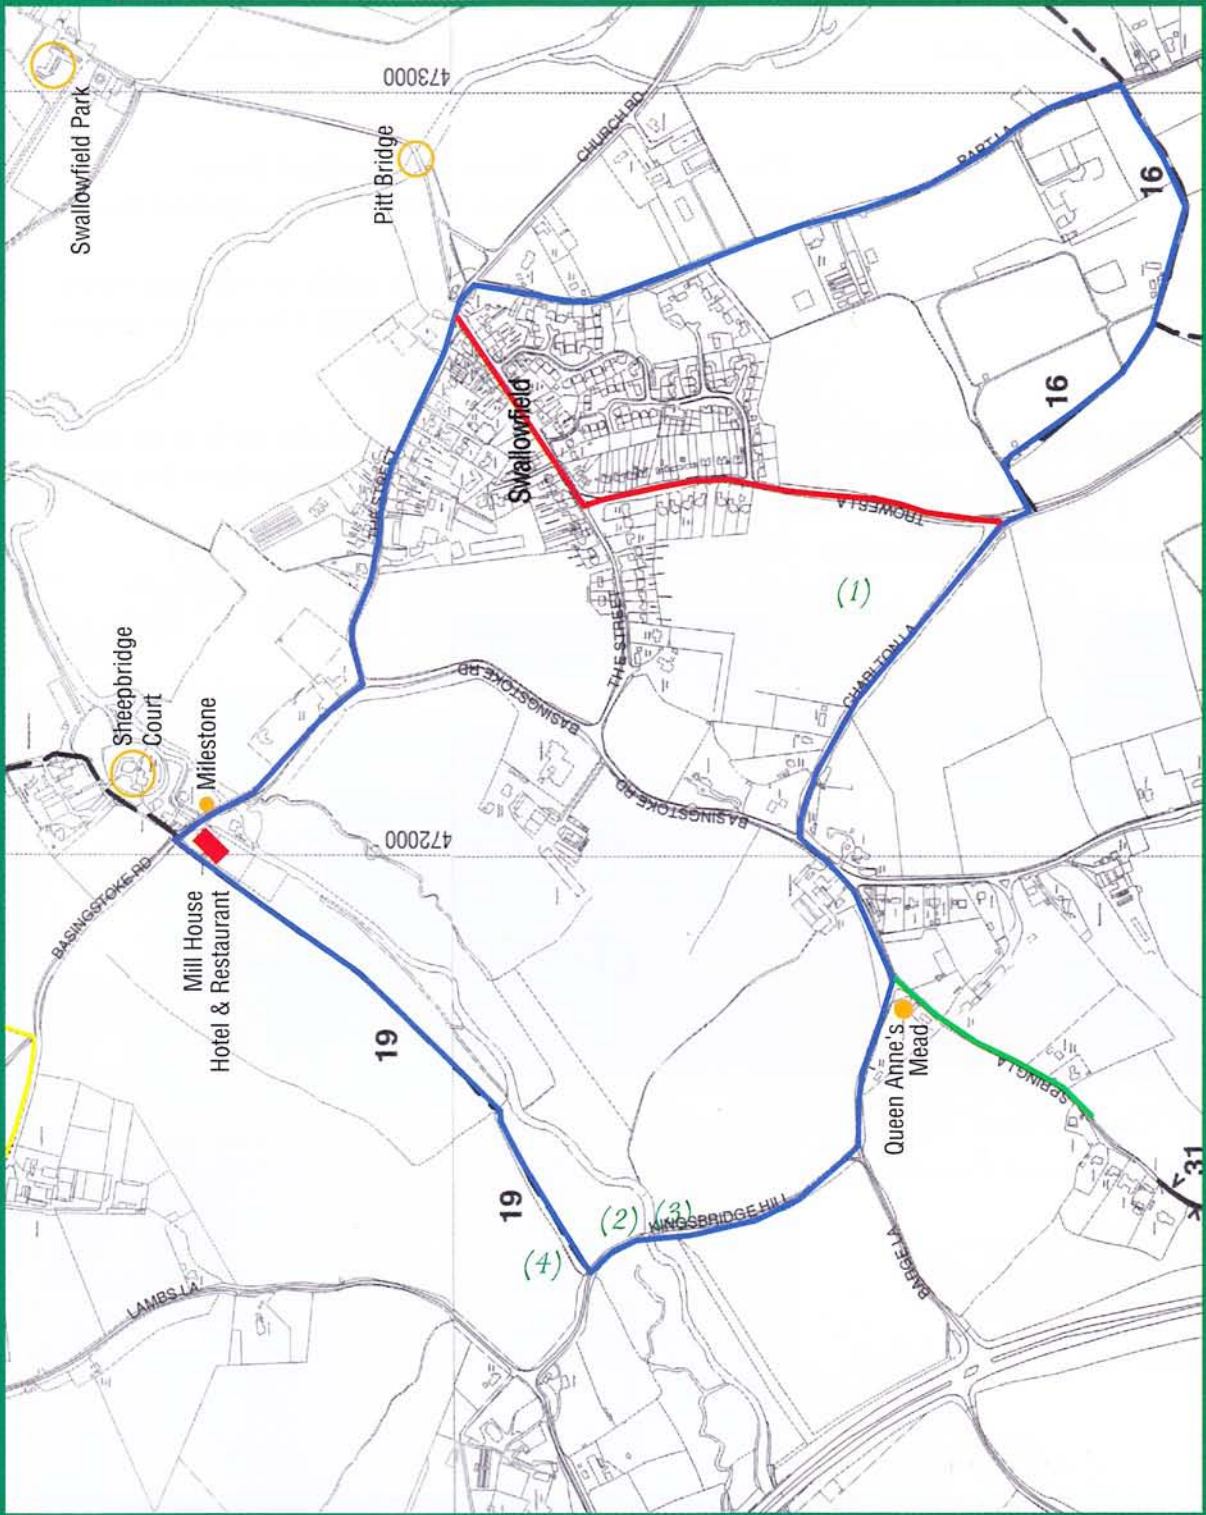 Swallowfield Park
473000
Pitt Bridge
CHURCH RD
PART LA
16
16
Swallowfield
THE STREET
TROWES LA
(1)
THE STREET
CHARLTON LA
BASINGSTOKE RD
BASINGSTOKE RD
Sheepbridge
Court
Milestone
472000
BASINGSTOKE RD
Mill House
Hotel & Restaurant
19
19
Queen Anne's
Mead
SPRING LA
31
(2)
(3)
KINGSBRIDGE HILL
(4)
BARGE LA
LAMBS LA